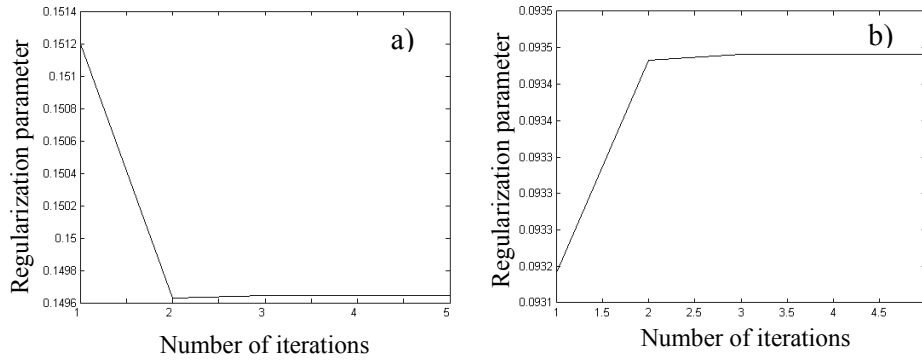 Regularization parameter
0.1514
0.1512
0.151
0.1508
0.1506
0.1504
0.1502
0.15
0.1498
0.1496
a)
1 2 3 4 5
Number of iterations
Regularization parameter
0.0935
0.0935
0.0934
0.0934
0.0933
0.0933
0.0933
0.0932
0.0931
b)
1 1.5 2 2.5 3 3.5 4 4.5
Number of iterations